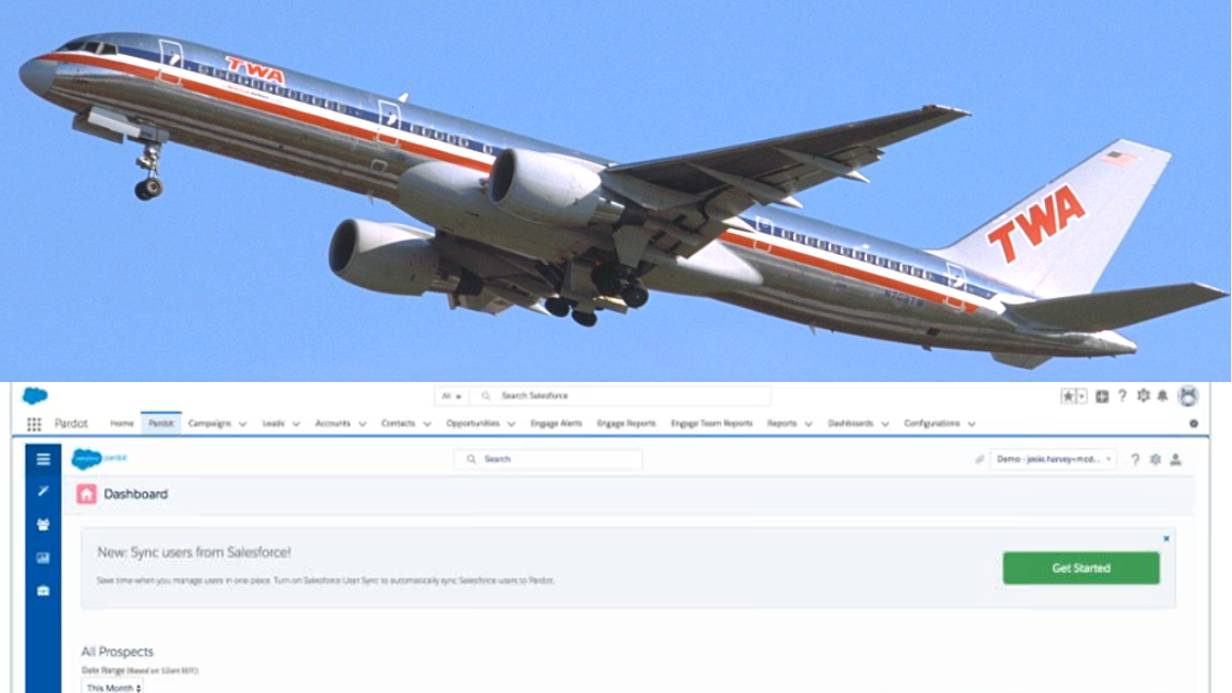 TWA
TWA
All Search Salesforce
Pardot Home Pardot Campaigns Leads Accounts Contacts Opportunities Engage Alerts Engage Reports Engage Team Reports Reports Dashboards Configurations
pardot Search Demo - jesie.harvey+mcd...
Dashboard
New: Sync users from Salesforce!
Save time when you manage users in one place. Turn on Salesforce User Sync to automatically sync Salesforce users to Pardot.
Get Started
All Prospects
Date Range (Based on 12am EDT)
This Month